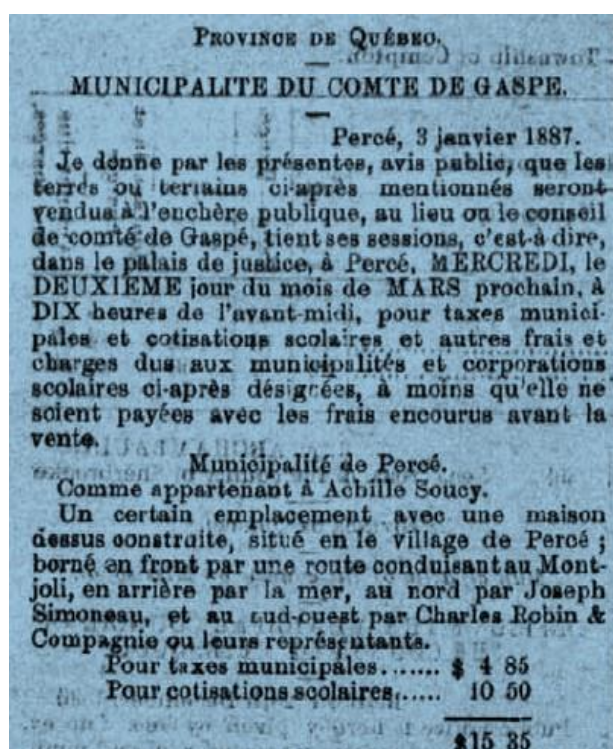 PROVINCE DE QUÉBEC.
MUNICIPALITE DU COMTE DE GASPE.
Percé, 3 janvier 1887.
Je donne par les présentes, avis public, que les
terres ou terrains ci-après mentionnés seront
vendus à l'enchère publique, au lieu ou le conseil
de comté de Gaspé, tient ses sessions, c'est-à dire,
dans le palais de justice, à Percé, MERCREDI, le
DEUXIEME jour du mois de MARS prochain, à
DIX heures de l'avant-midi, pour taxes munici-
pales et cotisations scolaires et autres frais et
charges dus aux municipalités et corporations
scolaires ci-après désignées, à moins qu'elle ne
soient payées avec les frais encourus avant la
vente.
Municipalité de Percé.
Comme appartenant à Achille Soucy.
Un certain emplacement avec une maison
dessus construite, situé en le village de Percé ;
borné en front par une route conduisant au Mont-
joli, en arrière par la mer, au nord par Joseph
Simoneau, et au sud-ouest par Charles Robin &
Compagnie ou leurs représentants.
Pour taxes municipales....... $ 4 85
Pour cotisations scolaires...... 10 50
$15 35